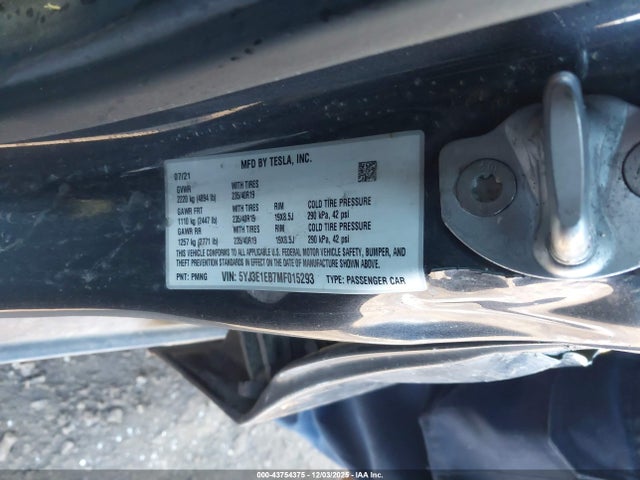 MFD BY TESLA, INC.
07/21
GVWR WITH TIRES
2220 kg (4894 lb) 235/40R19
GAWR FRT WITH TIRES RIM COLD TIRE PRESSURE
1110 kg (2447 lb) 235/40R19 19X8.5J 290 kPa, 42 psi
GAWR RR WITH TIRES RIM COLD TIRE PRESSURE
1257 kg (2771 lb) 235/40R19 19X8.5J 290 kPa, 42 psi
THIS VEHICLE CONFORMS TO ALL APPLICABLE U.S. FEDERAL MOTOR VEHICLE SAFETY, BUMPER, AND
THEFT PREVENTION STANDARDS IN EFFECT ON THE DATE OF MANUFACTURE SHOWN ABOVE.
PNT: PMNG VIN: 5YJ3E1EB7MF015293 TYPE: PASSENGER CAR
000-43754375 12/03/2025 IAA Inc.